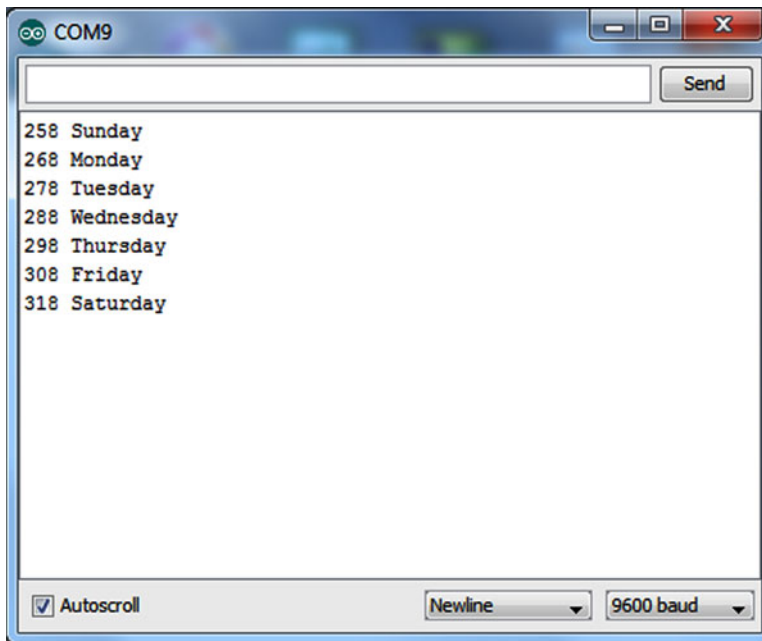 COM9
Send
258 Sunday
268 Monday
278 Tuesday
288 Wednesday
298 Thursday
308 Friday
318 Saturday
Autoscroll
Newline
9600 baud